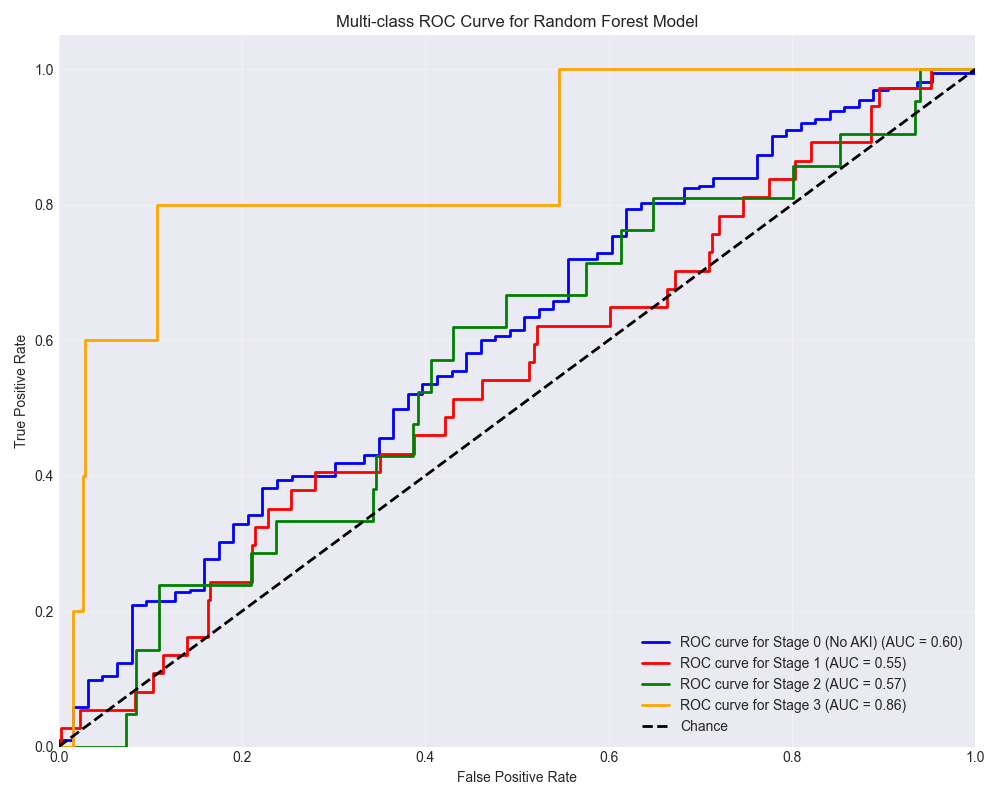 Multi-class ROC Curve for Random Forest Model
True Positive Rate
1.0
0.8
0.6
0.4
0.2
0.0
ROC curve for Stage 0 (No AKI) (AUC = 0.60)
ROC curve for Stage 1 (AUC = 0.55)
ROC curve for Stage 2 (AUC = 0.57)
ROC curve for Stage 3 (AUC = 0.86)
Chance
0.0 0.2 0.4 0.6 0.8 1.0
False Positive Rate